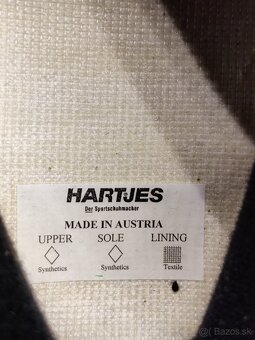 HARTJES
Der Sportschuhmacher
MADE IN AUSTRIA
UPPER SOLE LINING
Synthetics Synthetics Textile
Bazos.sk